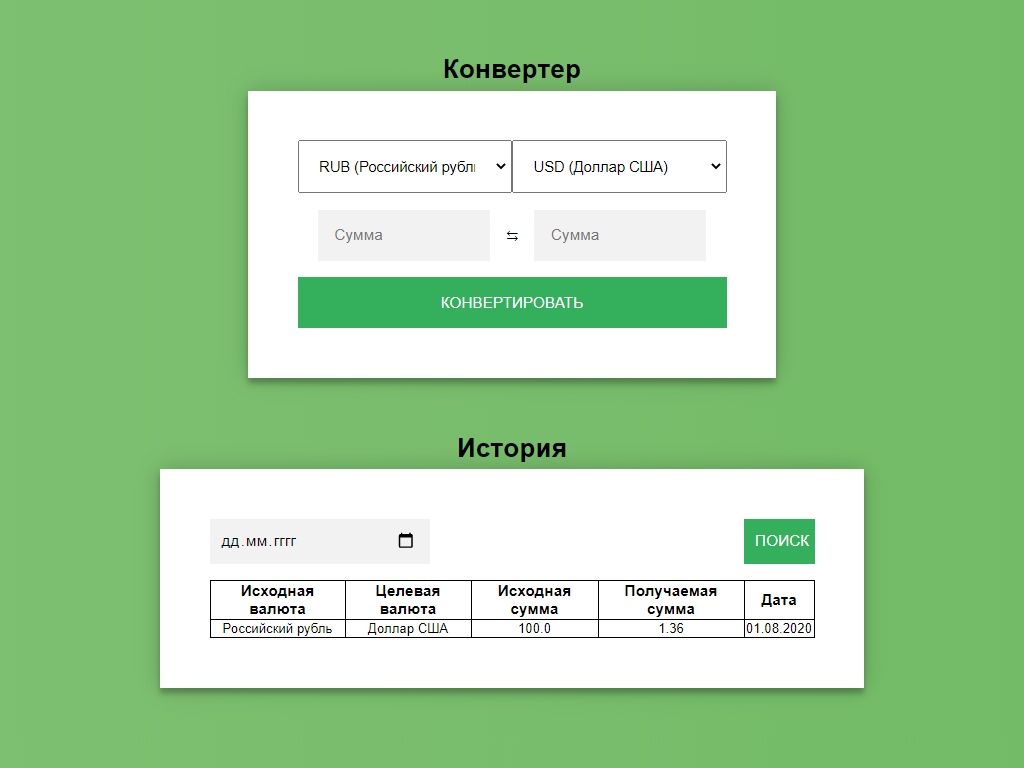 Конвертер
RUB (Российский рубль USD (Доллар США)
Сумма ⇆ Сумма
КОНВЕРТИРОВАТЬ
История
дд.мм.гггг ПОИСК
Исходная валюта Целевая валюта Исходная сумма Получаемая сумма Дата
Российский рубль Доллар США 100.0 1.36 01.08.2020